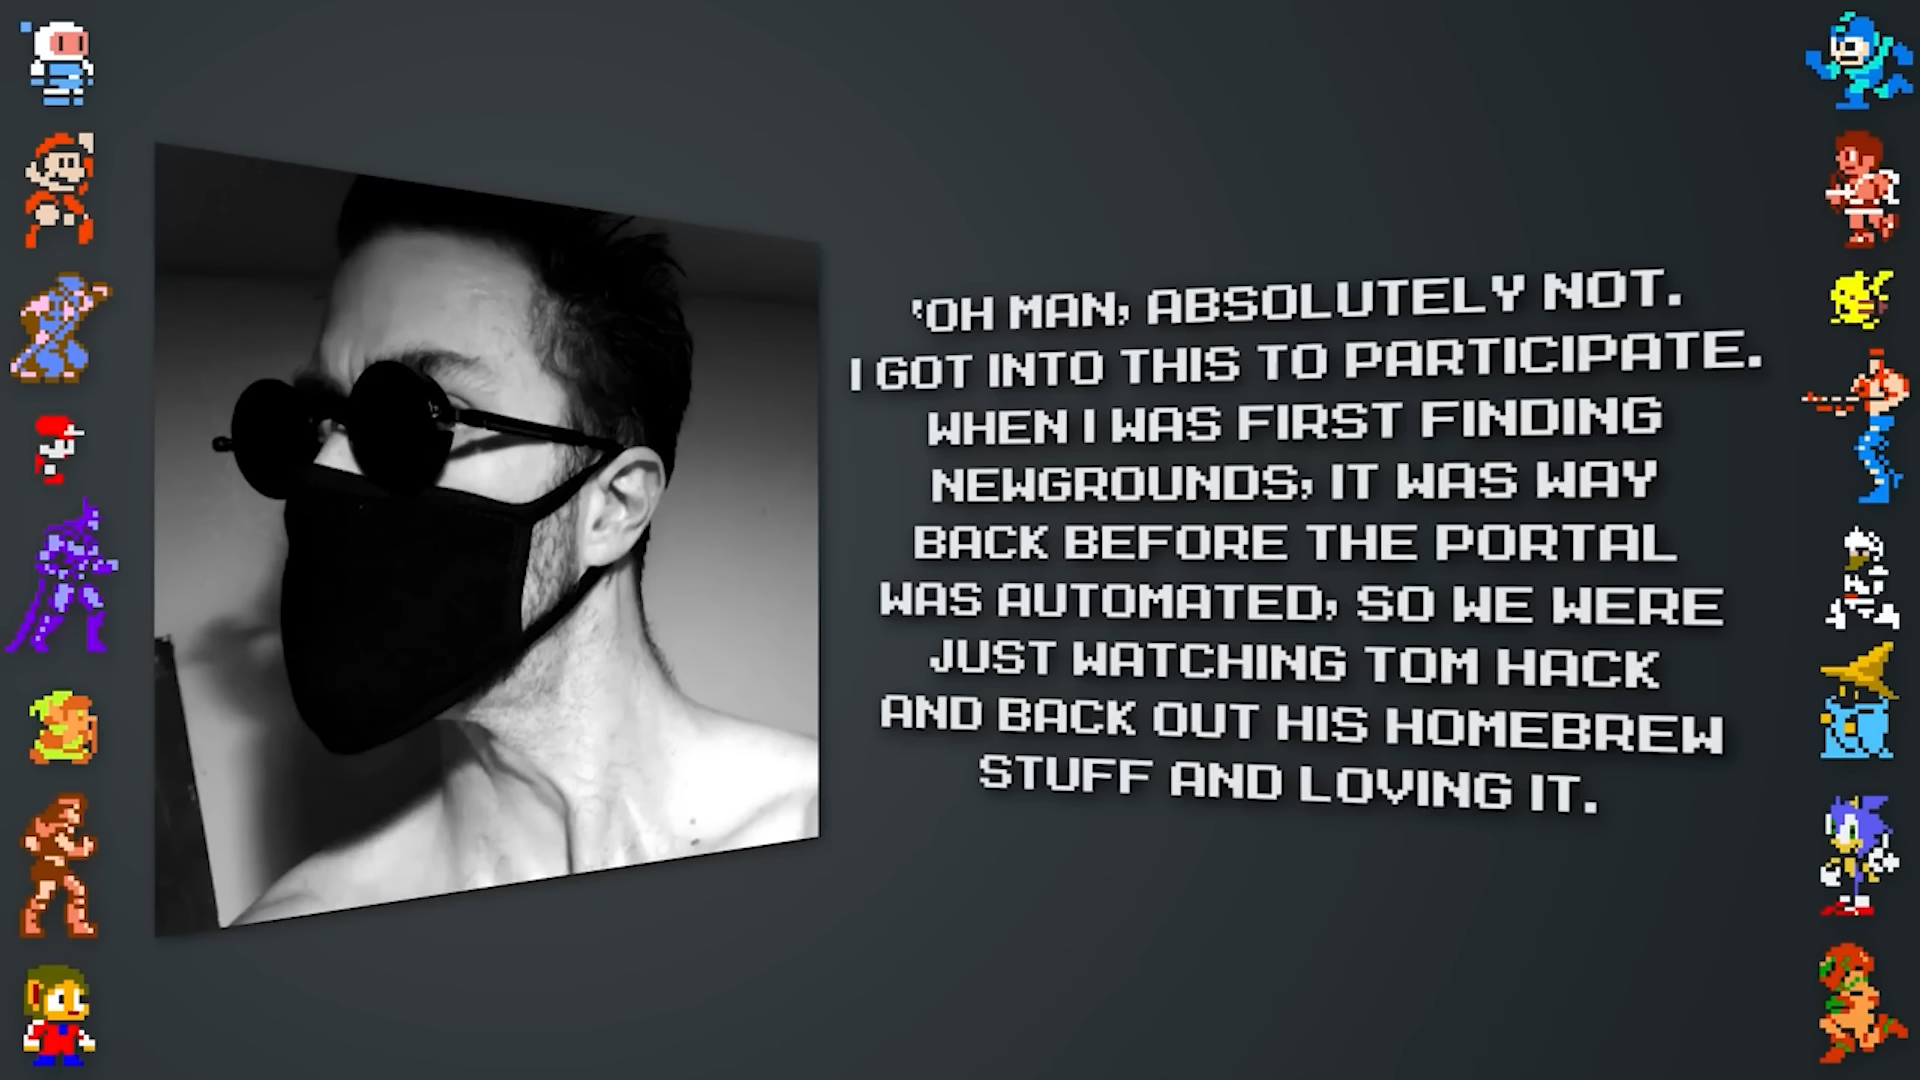 'OH MAN, ABSOLUTELY NOT.
I GOT INTO THIS TO PARTICIPATE.
WHEN I WAS FIRST FINDING
NEWGROUNDS, IT WAS WAY
BACK BEFORE THE PORTAL
WAS AUTOMATED, SO WE WERE
JUST WATCHING TOM HACK
AND BACK OUT HIS HOMEBREW
STUFF AND LOVING IT.